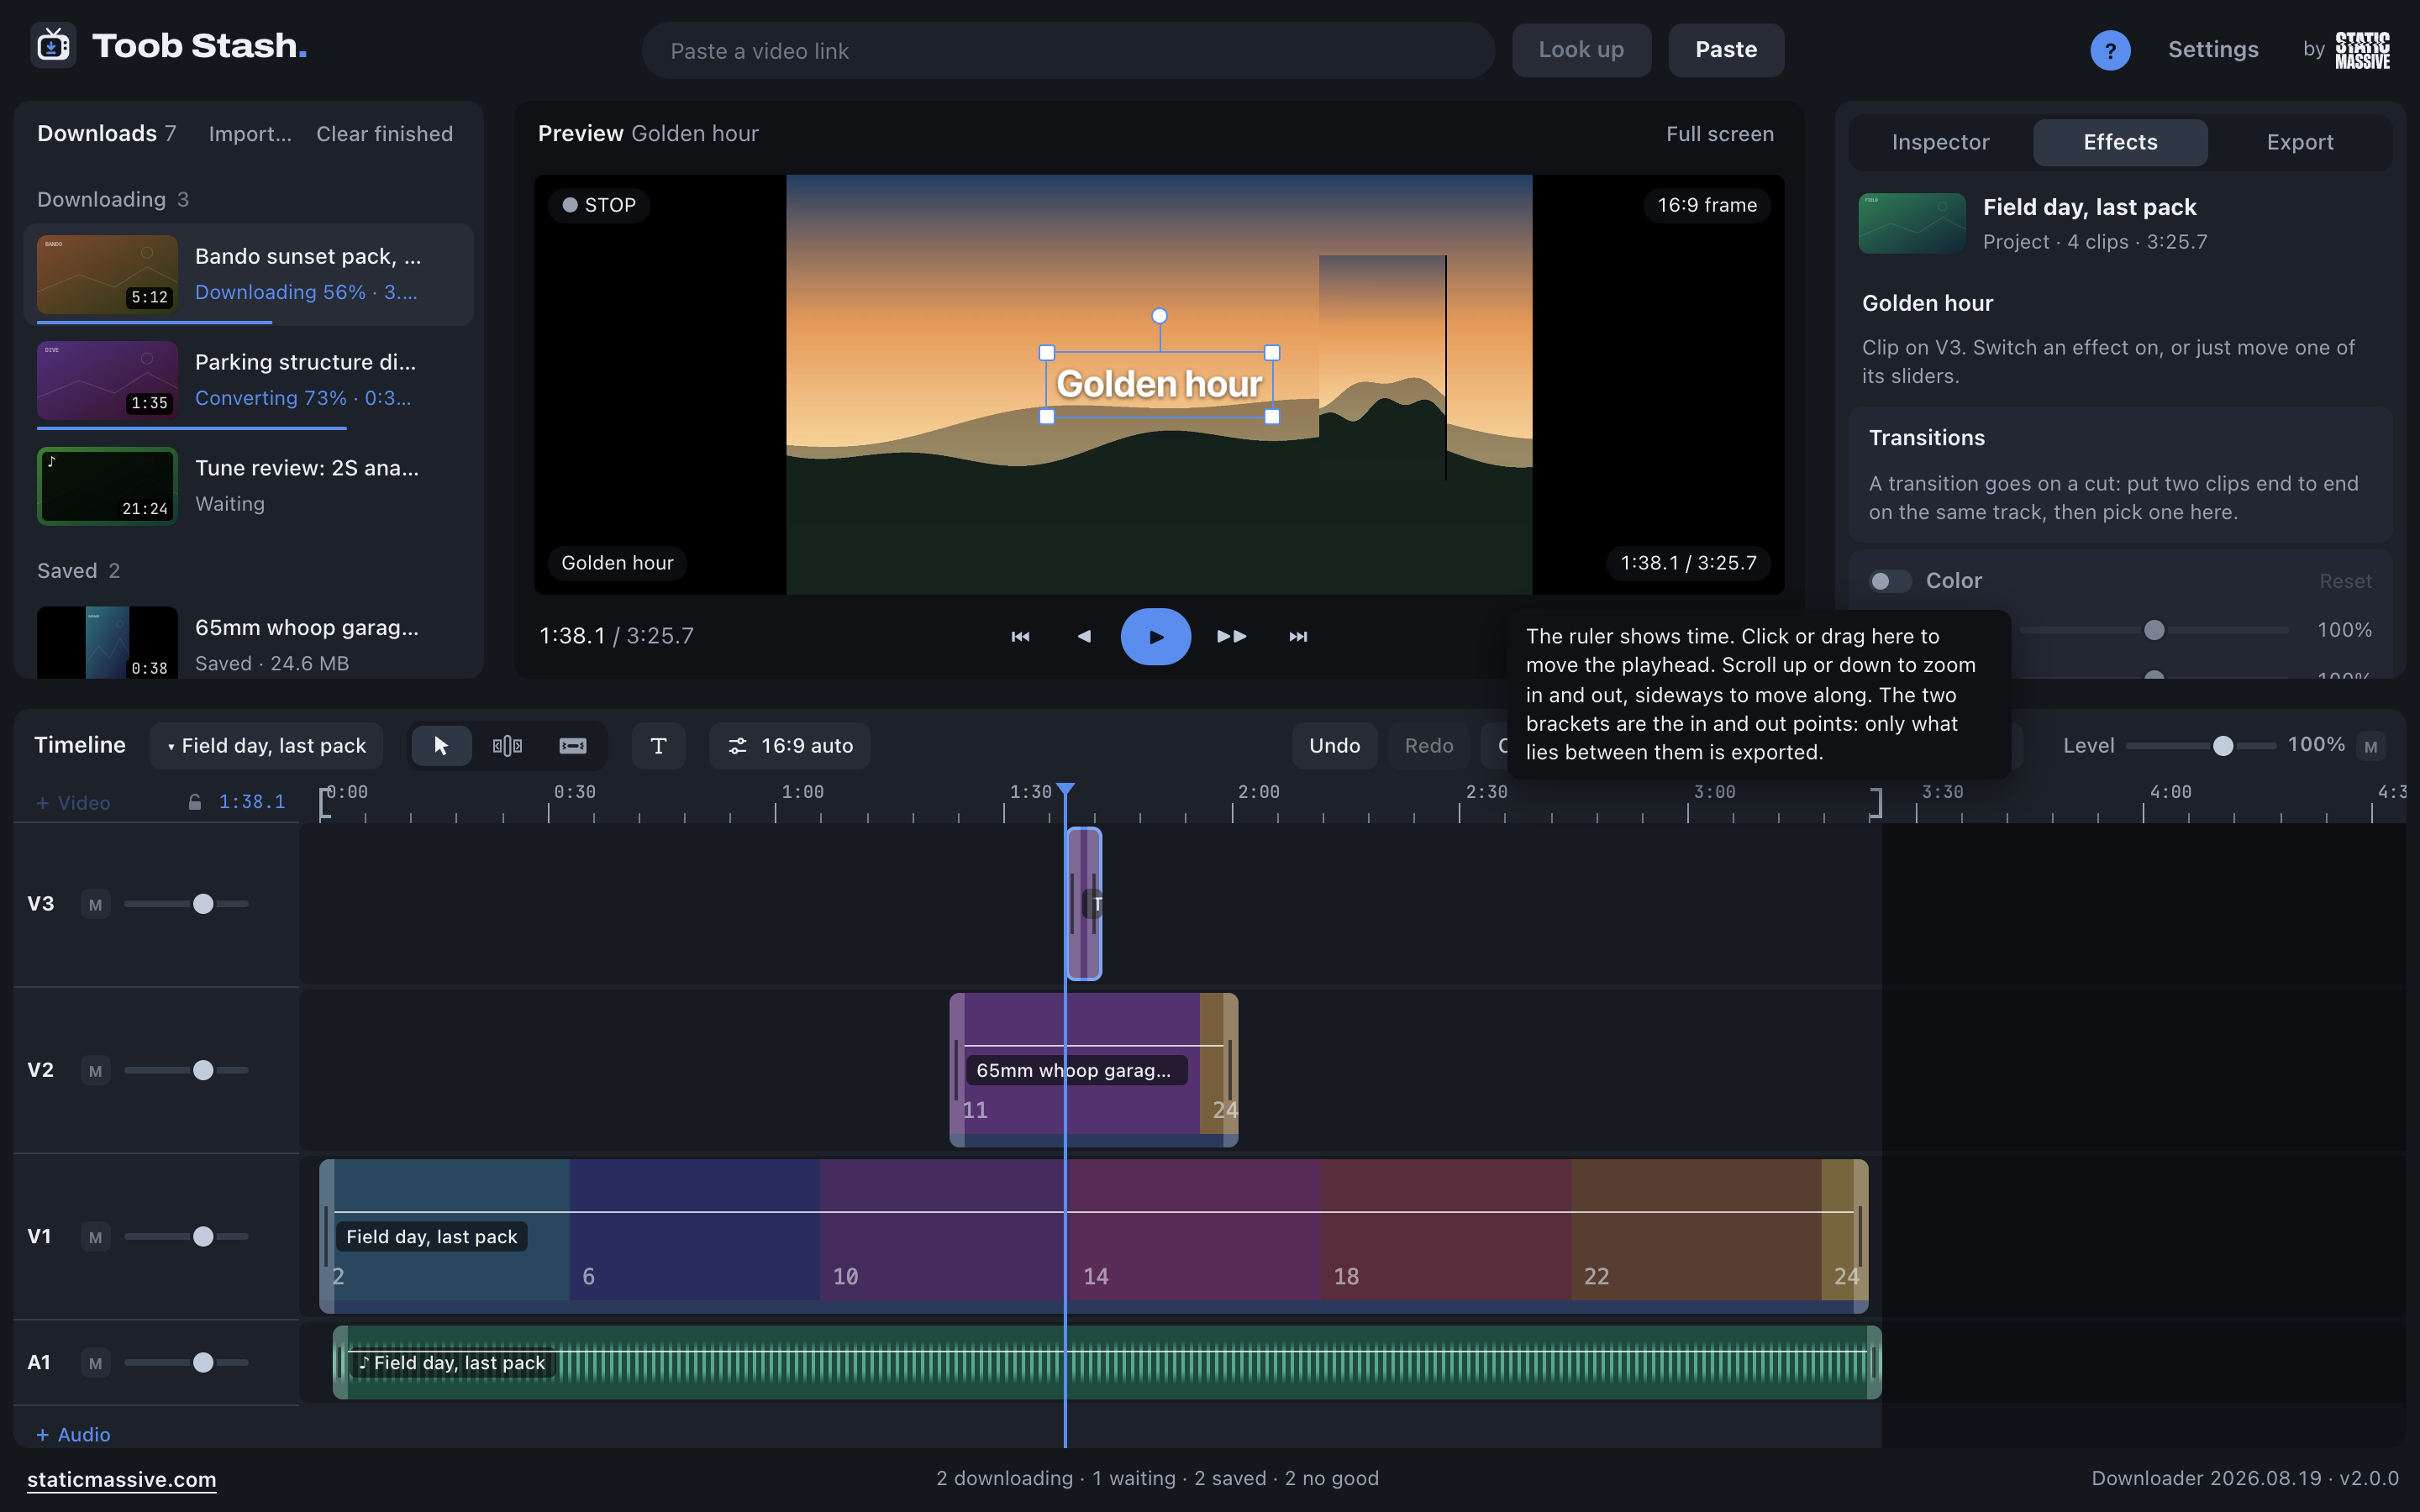 Toob Stash.
Paste a video link
Look up
Paste
?
Settings
by STATIC MASSIVE
Downloads 7
Import...
Clear finished
Downloading 3
BANDO
5:12
Bando sunset pack, ...
Downloading 56% · 3....
DIVE
1:35
Parking structure di...
Converting 73% · 0:3...
21:24
Tune review: 2S ana...
Waiting
Saved 2
0:38
65mm whoop garag...
Saved · 24.6 MB
Preview Golden hour
Full screen
STOP
16:9 frame
Golden hour
Golden hour
1:38.1 / 3:25.7
1:38.1 / 3:25.7
Inspector
Effects
Export
FIELD
Field day, last pack
Project · 4 clips · 3:25.7
Golden hour
Clip on V3. Switch an effect on, or just move one of
its sliders.
Transitions
A transition goes on a cut: put two clips end to end
on the same track, then pick one here.
Color
Reset
100%
The ruler shows time. Click or drag here to
move the playhead. Scroll up or down to zoom
in and out, sideways to move along. The two
brackets are the in and out points: only what
lies between them is exported.
Timeline
Field day, last pack
T
16:9 auto
Undo
Redo
Level
100%
M
+ Video
1:38.1
0:00
0:30
1:00
1:30
2:00
2:30
3:00
3:30
4:00
4:3
V3
M
T
V2
M
65mm whoop garag...
11
24
V1
M
Field day, last pack
2
6
10
14
18
22
24
A1
M
♪ Field day, last pack
+ Audio
staticmassive.com
2 downloading · 1 waiting · 2 saved · 2 no good
Downloader 2026.08.19 · v2.0.0